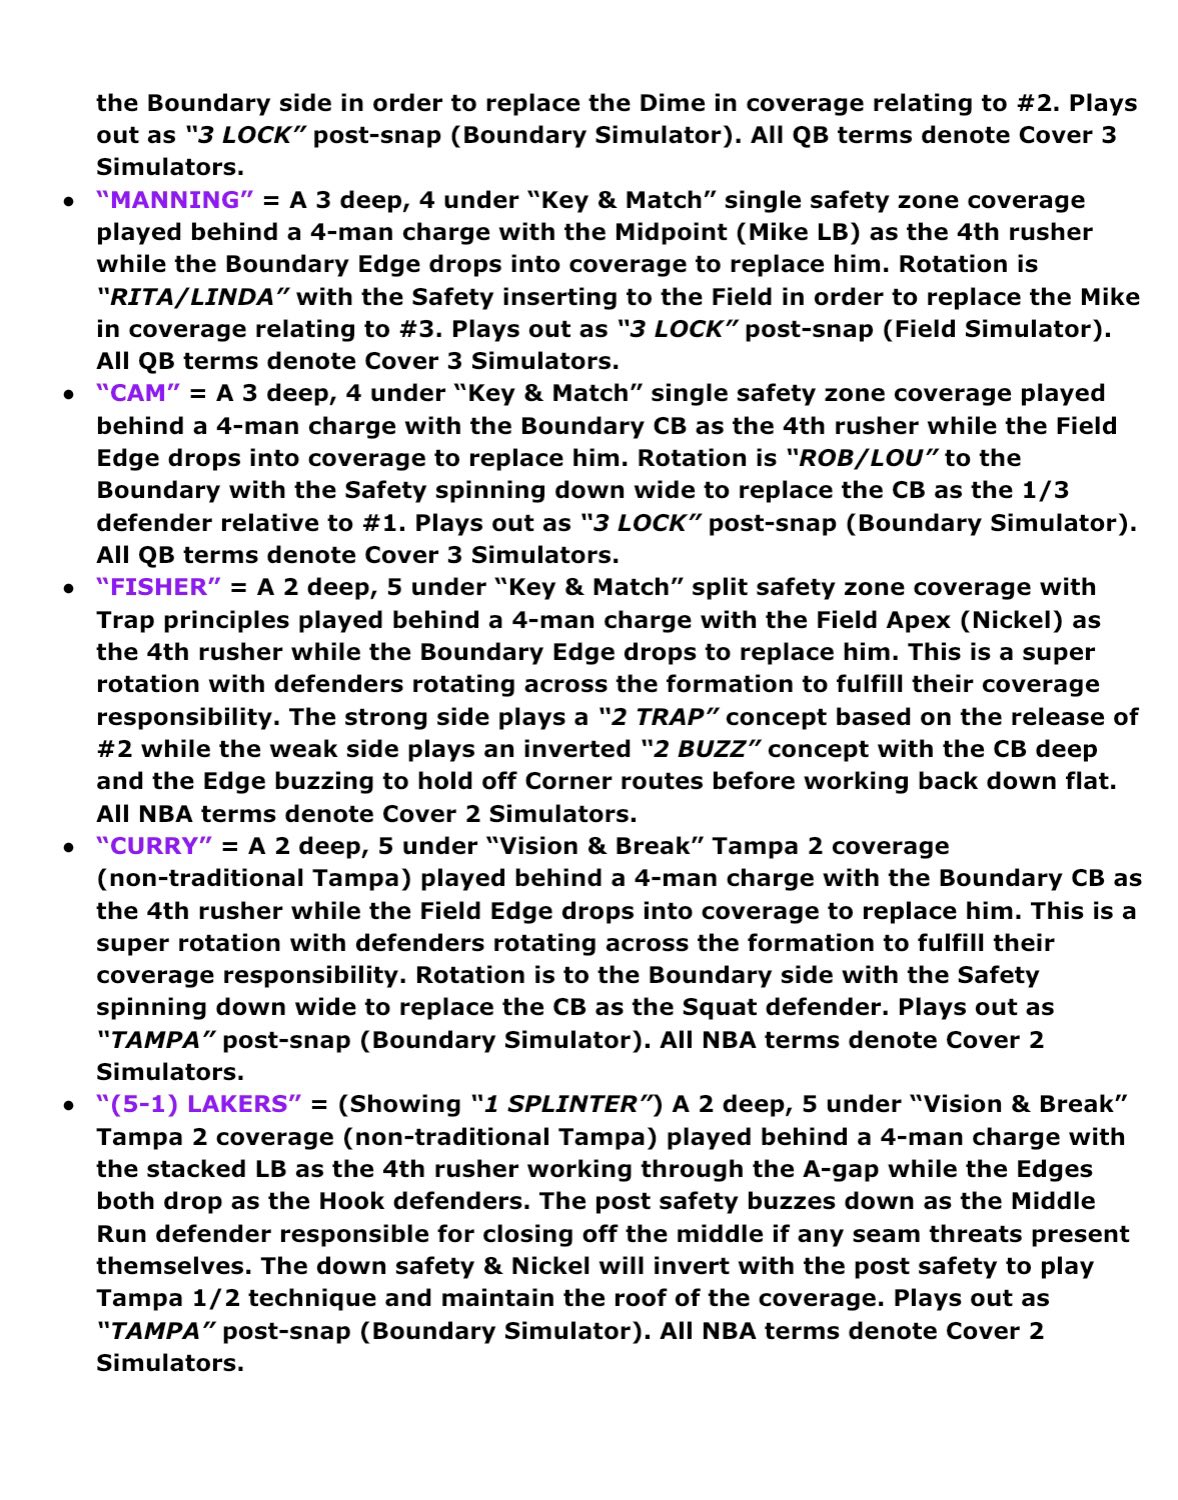 the Boundary side in order to replace the Dime in coverage relating to #2. Plays
out as “3 LOCK” post-snap (Boundary Simulator). All QB terms denote Cover 3
Simulators.
● “MANNING” = A 3 deep, 4 under “Key & Match” single safety zone coverage
played behind a 4-man charge with the Midpoint (Mike LB) as the 4th rusher
while the Boundary Edge drops into coverage to replace him. Rotation is
“RITA/LINDA” with the Safety inserting to the Field in order to replace the Mike
in coverage relating to #3. Plays out as “3 LOCK” post-snap (Field Simulator).
All QB terms denote Cover 3 Simulators.
● “CAM” = A 3 deep, 4 under “Key & Match” single safety zone coverage played
behind a 4-man charge with the Boundary CB as the 4th rusher while the Field
Edge drops into coverage to replace him. Rotation is “ROB/LOU” to the
Boundary with the Safety spinning down wide to replace the CB as the 1/3
defender relative to #1. Plays out as “3 LOCK” post-snap (Boundary Simulator).
All QB terms denote Cover 3 Simulators.
● “FISHER” = A 2 deep, 5 under “Key & Match” split safety zone coverage with
Trap principles played behind a 4-man charge with the Field Apex (Nickel) as
the 4th rusher while the Boundary Edge drops to replace him. This is a super
rotation with defenders rotating across the formation to fulfill their coverage
responsibility. The strong side plays a “2 TRAP” concept based on the release of
#2 while the weak side plays an inverted “2 BUZZ” concept with the CB deep
and the Edge buzzing to hold off Corner routes before working back down flat.
All NBA terms denote Cover 2 Simulators.
● “CURRY” = A 2 deep, 5 under “Vision & Break” Tampa 2 coverage
(non-traditional Tampa) played behind a 4-man charge with the Boundary CB as
the 4th rusher while the Field Edge drops into coverage to replace him. This is a
super rotation with defenders rotating across the formation to fulfill their
coverage responsibility. Rotation is to the Boundary side with the Safety
spinning down wide to replace the CB as the Squat defender. Plays out as
“TAMPA” post-snap (Boundary Simulator). All NBA terms denote Cover 2
Simulators.
● “(5-1) LAKERS” = (Showing “1 SPLINTER”) A 2 deep, 5 under “Vision & Break”
Tampa 2 coverage (non-traditional Tampa) played behind a 4-man charge with
the stacked LB as the 4th rusher working through the A-gap while the Edges
both drop as the Hook defenders. The post safety buzzes down as the Middle
Run defender responsible for closing off the middle if any seam threats present
themselves. The down safety & Nickel will invert with the post safety to play
Tampa 1/2 technique and maintain the roof of the coverage. Plays out as
“TAMPA” post-snap (Boundary Simulator). All NBA terms denote Cover 2
Simulators.